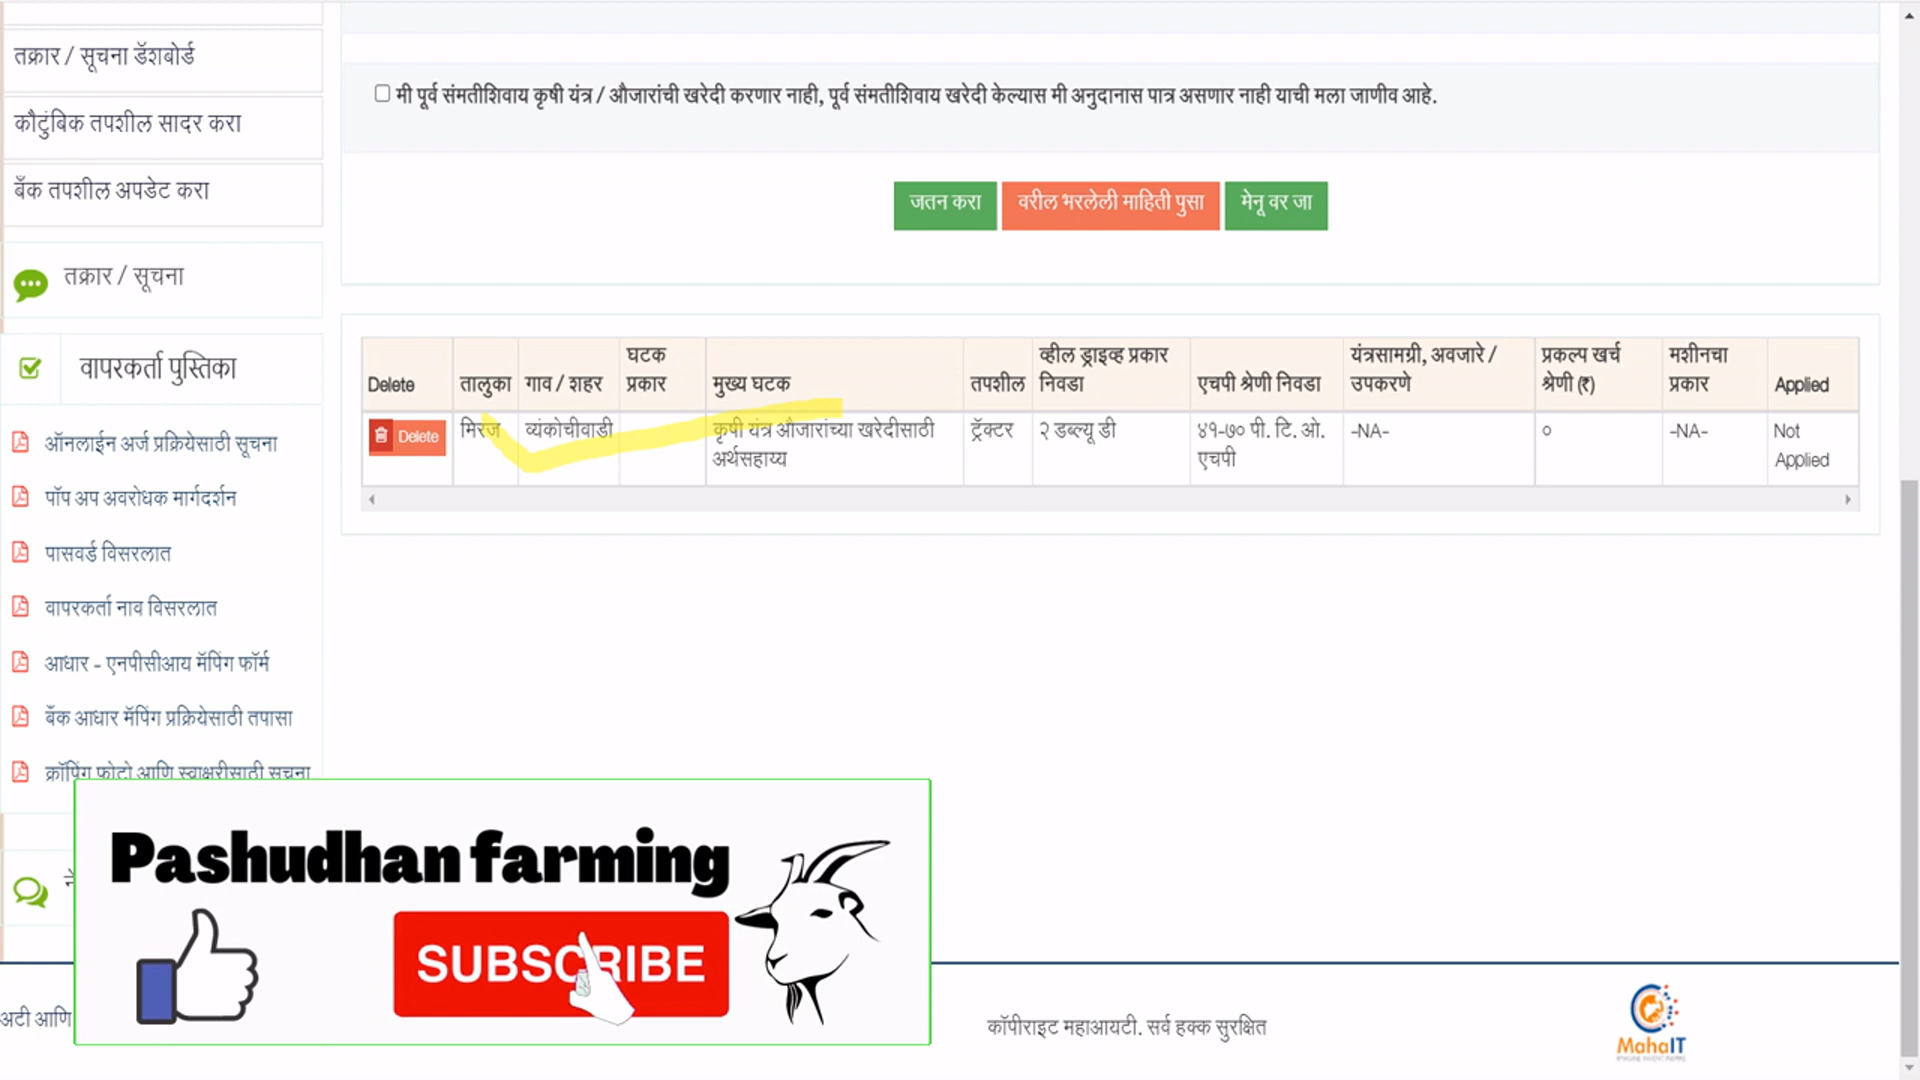 तक्रार / सूचना डॅशबोर्ड
कौटुंबिक तपशील सादर करा
बँक तपशील अपडेट करा
तक्रार / सूचना
वापरकर्ता पुस्तिका
ऑनलाईन अर्ज प्रक्रियेसाठी सूचना
पॉप अप अवरोधक मार्गदर्शन
पासवर्ड विसरलात
वापरकर्ता नाव विसरलात
आधार - एनपीसीआय मॅपिंग फॉर्म
बँक आधार मॅपिंग प्रक्रियेसाठी तपासा
क्रॉपिंग फोटो आणि स्वाक्षरीसाठी सूचना
मी पूर्व संमतीशिवाय कृषी यंत्र / औजारांची खरेदी करणार नाही, पूर्व संमतीशिवाय खरेदी केल्यास मी अनुदानास पात्र असणार नाही याची मला जाणीव आहे.
जतन करा वरील भरलेली माहिती पुसा मेनू वर जा
Delete तालुका गाव / शहर घटक प्रकार मुख्य घटक तपशील व्हील ड्राइव्ह प्रकार निवडा एचपी श्रेणी निवडा यंत्रसामग्री, अवजारे / उपकरणे प्रकल्प खर्च श्रेणी (₹) मशीनचा प्रकार Applied
Delete मिरज व्यंकोचीवाडी कृषी यंत्र औजारांच्या खरेदीसाठी अर्थसहाय्य ट्रॅक्टर २ डब्ल्यू डी ४१-७० पी. टि. ओ. एचपी -NA- ० -NA- Not Applied
Pashudhan farming
SUBSCRIBE
अटी आणि
कॉपीराइट महाआयटी. सर्व हक्क सुरक्षित
MahaIT